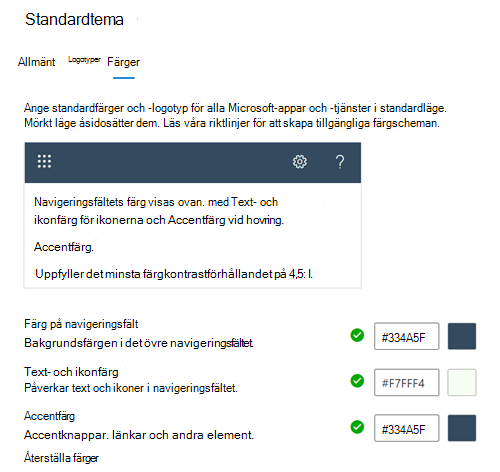 Standardtema
Allmänt Logotyper Färger
Ange standardfärger och -logotyp för alla Microsoft-appar och -tjänster i standardläge.
Mörkt läge åsidosätter dem. Läs våra riktlinjer för att skapa tillgängliga färgscheman.
?
Navigeringsfältets färg visas ovan. med Text- och
ikonfärg för ikonerna och Accentfärg vid hovring.
Accentfärg.
Uppfyller det minsta färgkontrastförhållandet på 4,5: l.
Färg på navigeringsfält
Bakgrundsfärgen i det övre navigeringsfältet.
#334A5F
Text- och ikonfärg
Påverkar text och ikoner i navigeringsfältet.
#F7FFF4
Accentfärg
Accentknappar. länkar och andra element.
#334A5F
Återställa färger